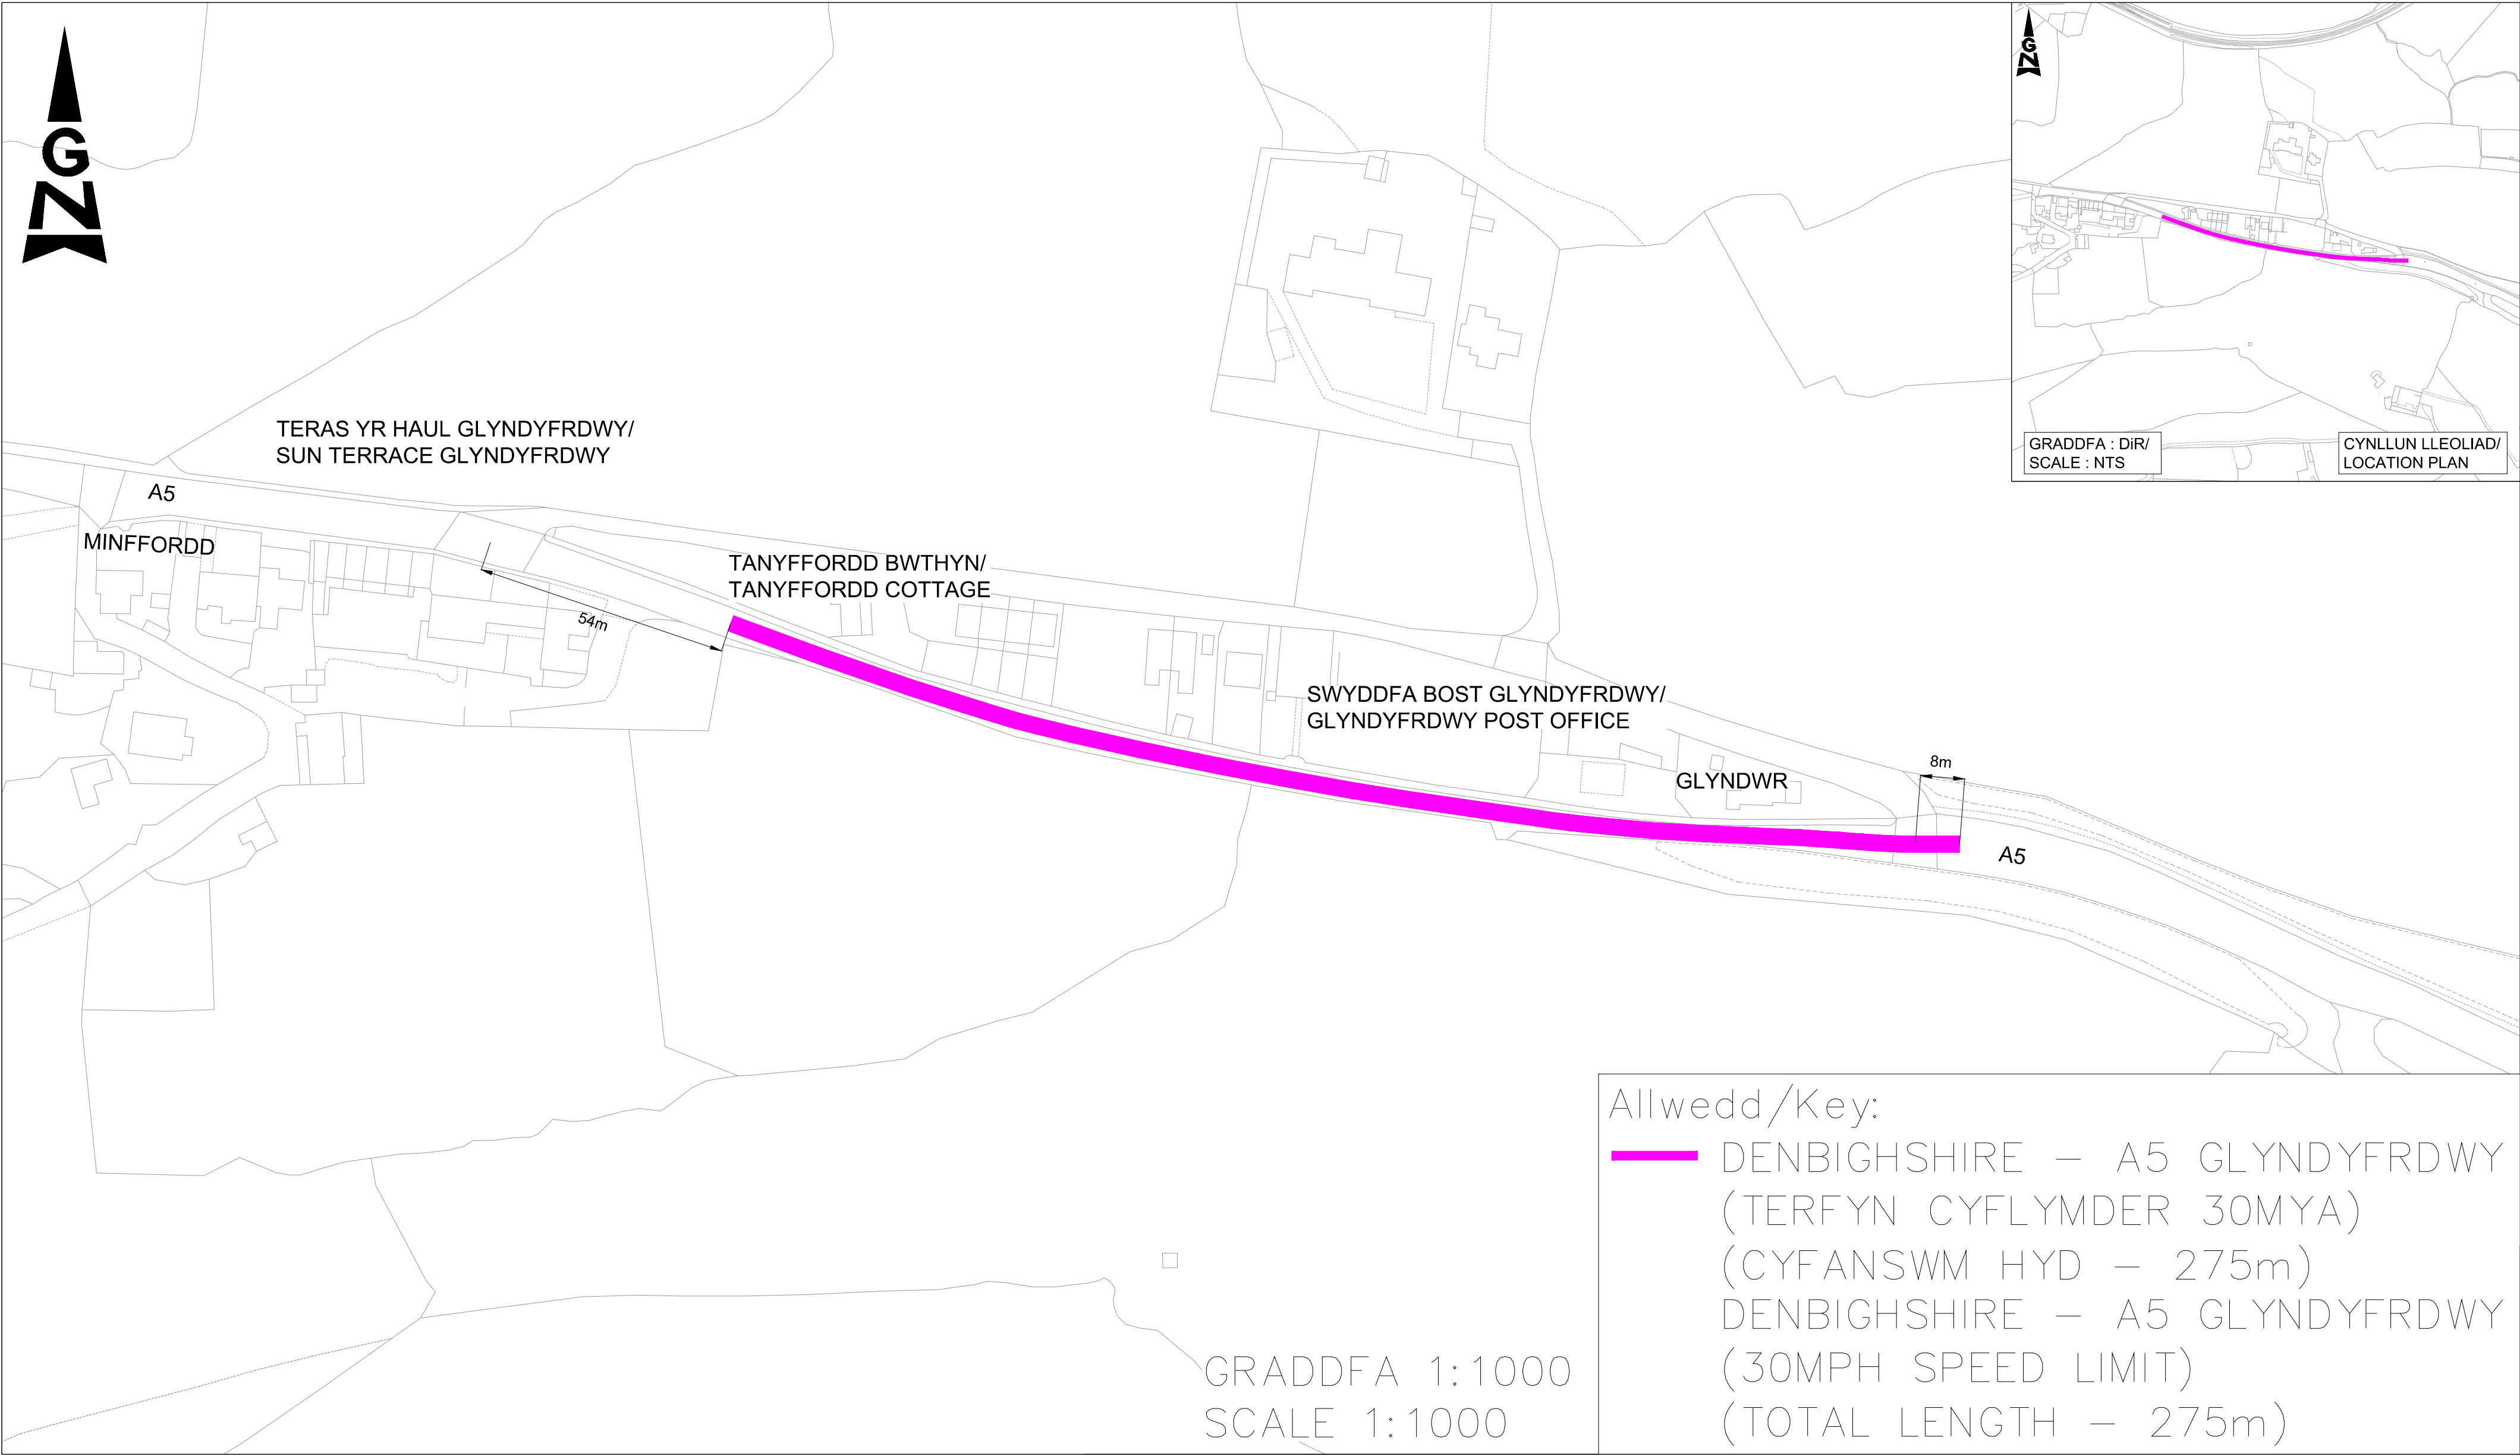 G
N
G
N
GRADDFA : DiR/
SCALE : NTS
CYNLLUN LLEOLIAD/
LOCATION PLAN
TERAS YR HAUL GLYNDYFRDWY/
SUN TERRACE GLYNDYFRDWY
A5
MINFFORDD
54m
TANYFFORDD BWTHYN/
TANYFFORDD COTTAGE
SWYDDFA BOST GLYNDYFRDWY/
GLYNDYFRDWY POST OFFICE
GLYNDWR
8m
A5
Allwedd/Key:
DENBIGHSHIRE - A5 GLYNDYFRDWY
(TERFYN CYFLYMDER 30MYA)
(CYFANSWM HYD - 275m)
DENBIGHSHIRE - A5 GLYNDYFRDWY
(30MPH SPEED LIMIT)
(TOTAL LENGTH - 275m)
GRADDFA 1:1000
SCALE 1:1000